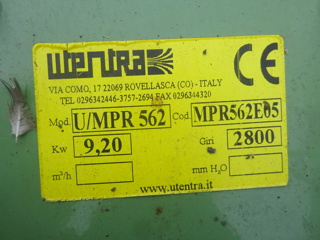 utentra CE
VIA COMO, 17 22069 ROVELLASCA (CO) - ITALY
TEL 0296342446-3757-2694 FAX 0296344320
Mod. U/MPR 562 Cod. MPR562E05
Kw 9,20 Giri 2800
m³/h mm H₂O
www.utentra.it